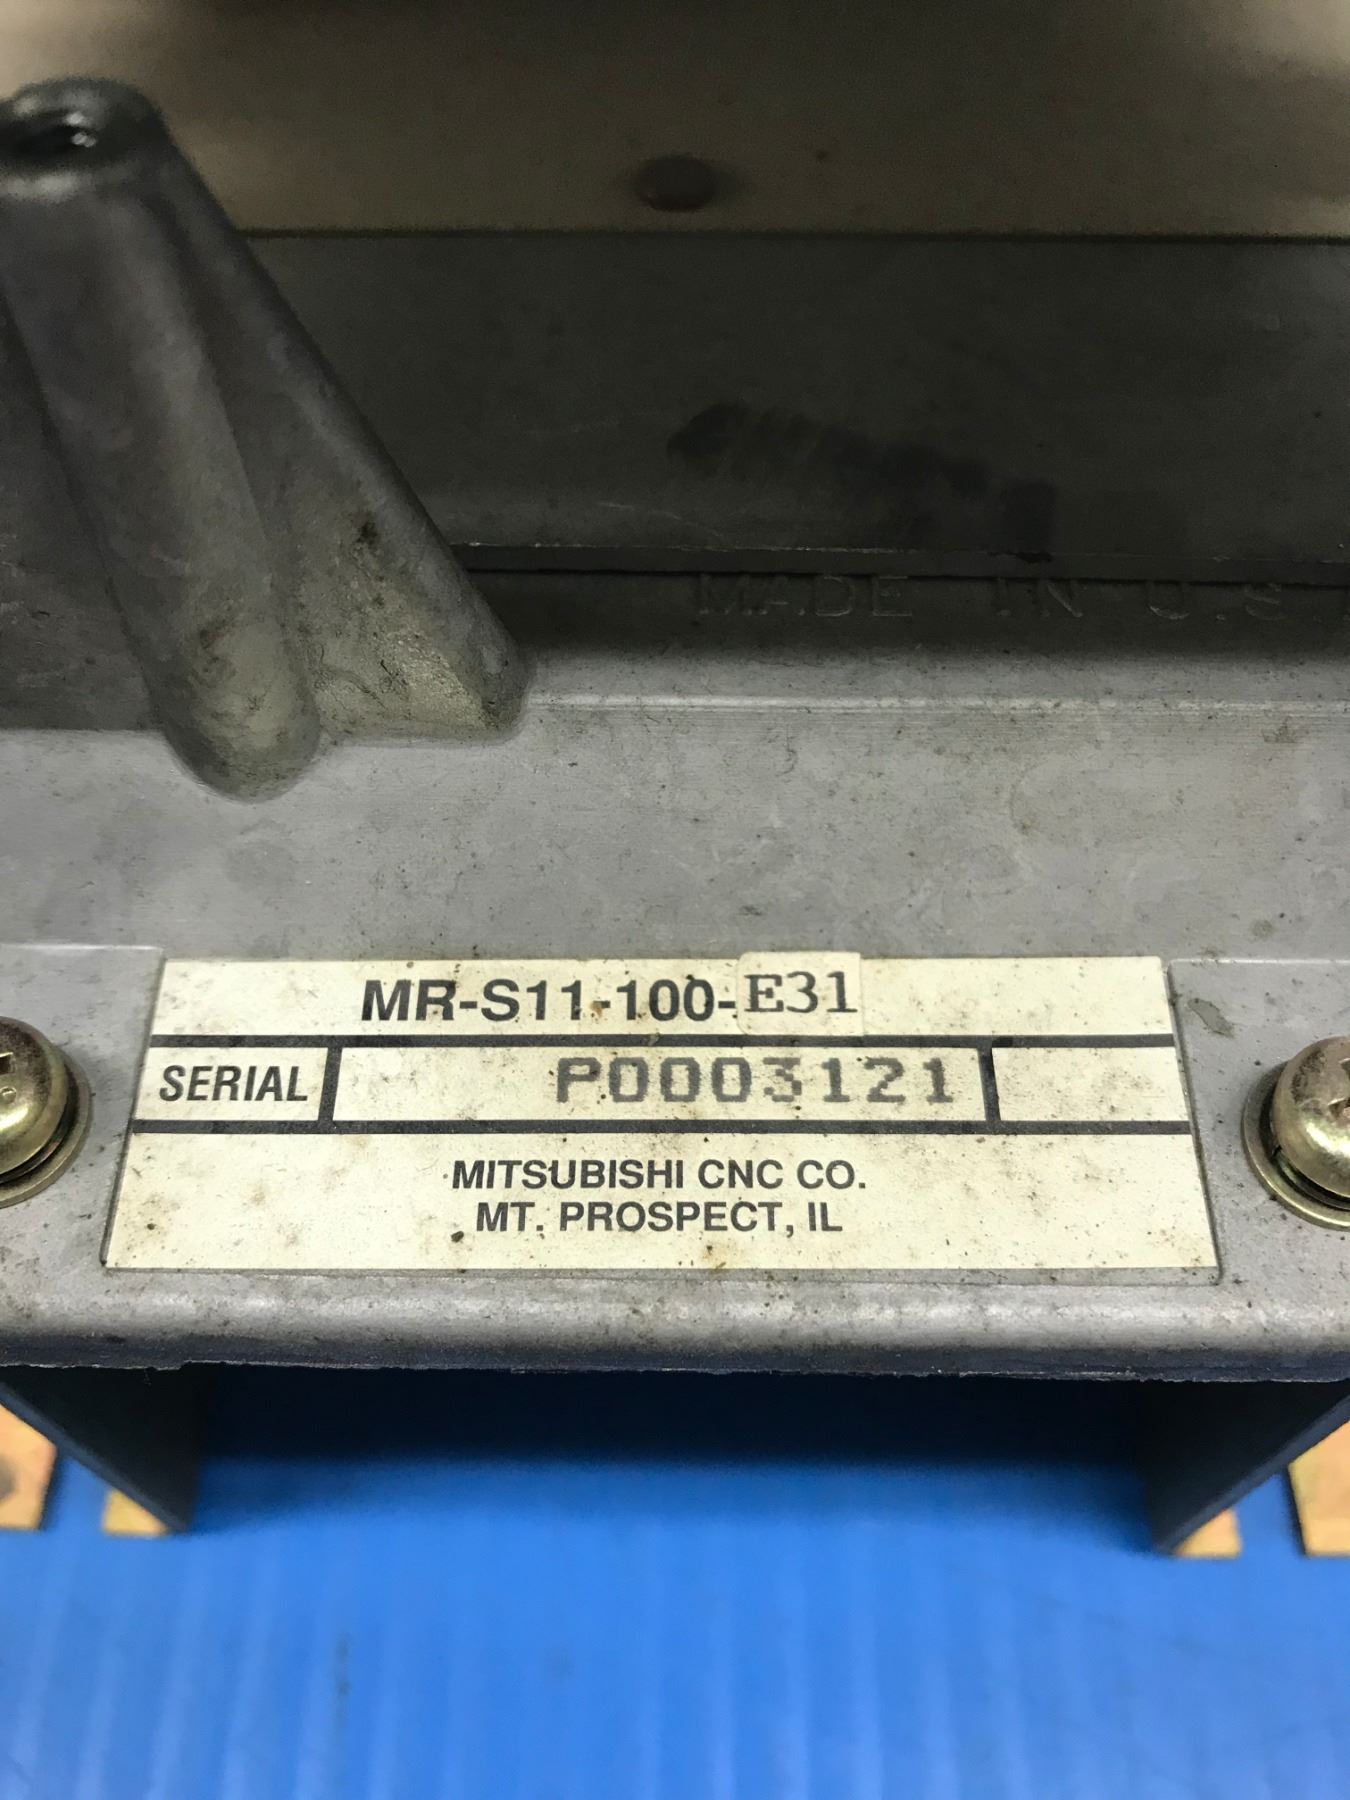 MADE IN U.S
MR-S11-100-E31
SERIAL P0003121
MITSUBISHI CNC CO.
MT. PROSPECT, IL